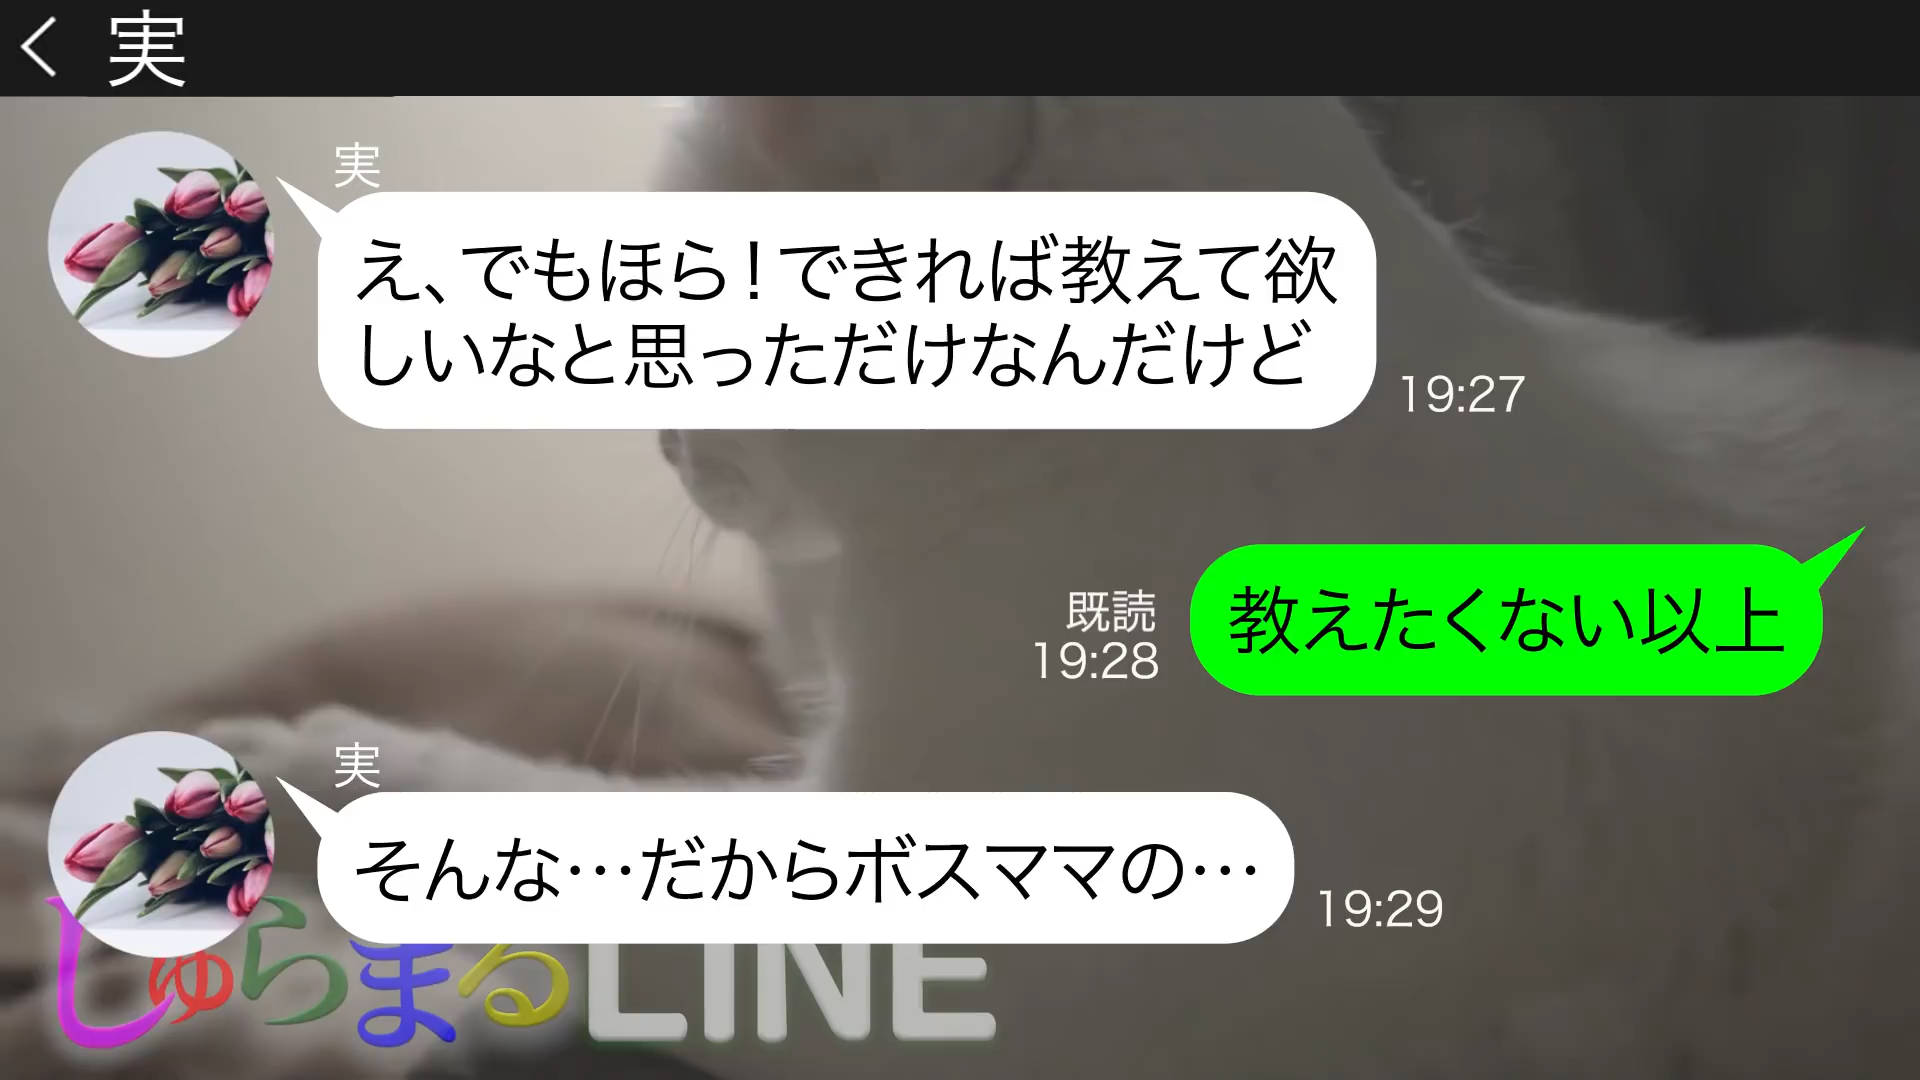 実
実
え、でもほら！できれば教えて欲
しいなと思っただけなんだけど
19:27
教えたくない以上
既読
19:28
実
そんな…だからボスママの…
19:29
しゅらまるLINE